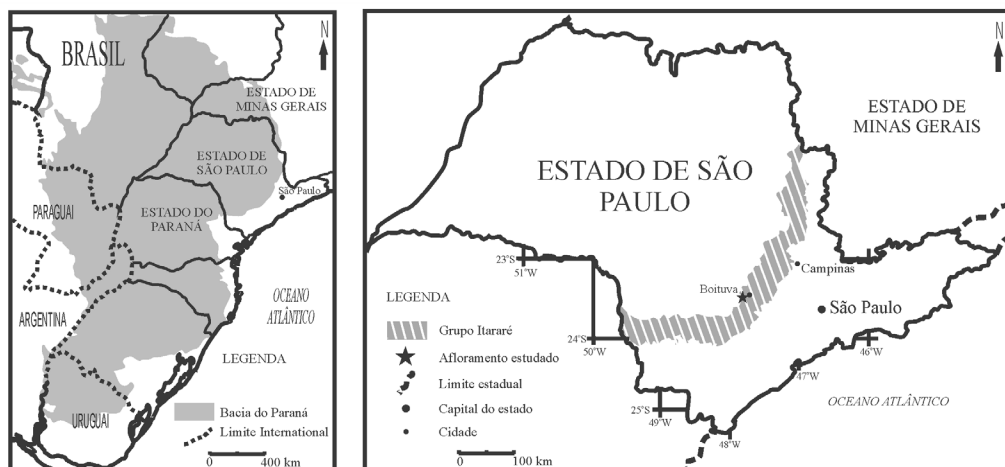 BRASIL
N
ESTADO DE
MINAS GERAIS
ESTADO DE
SÃO PAULO
São Paulo
PARAGUAI
ESTADO DO
PARANÁ
ARGENTINA
OCEANO
ATLÂNTICO
LEGENDA
URUGUAI
Bacia do Paraná
Limite International
0 400 km
N
ESTADO DE
MINAS GERAIS
ESTADO DE SÃO
PAULO
23°S
51°W
Campinas
Boituva
LEGENDA
São Paulo
Grupo Itararé
24°S
50°W
46°W
Afloramento estudado
Limite estadual
47°W
Capital do estado
25°S
49°W
OCEANO ATLÂNTICO
Cidade
48°W
0 100 km